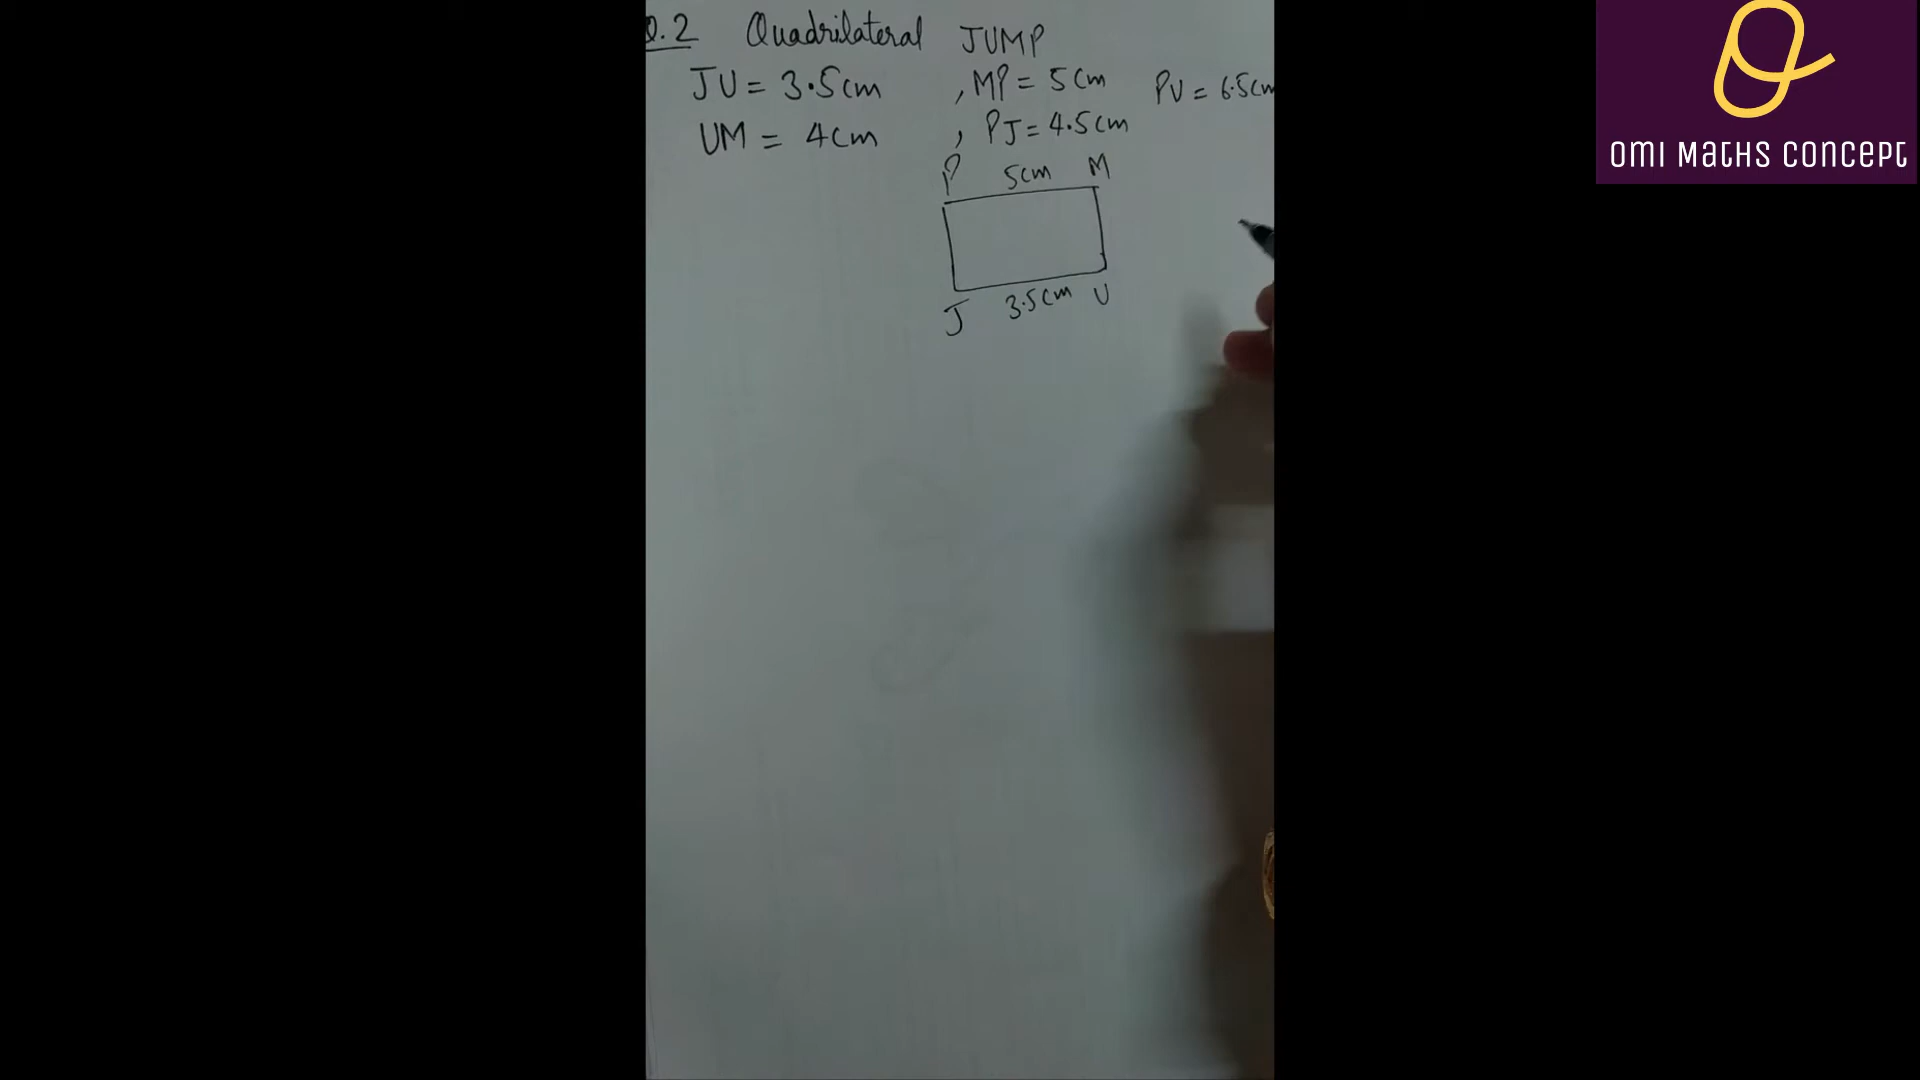 Q.2 Quadrilateral JUMP
JU = 3.5cm , MP = 5cm PU = 6.5cm
UM = 4cm , PJ = 4.5cm
P 5cm M
J 3.5cm U
OMI MATHS CONCEPT